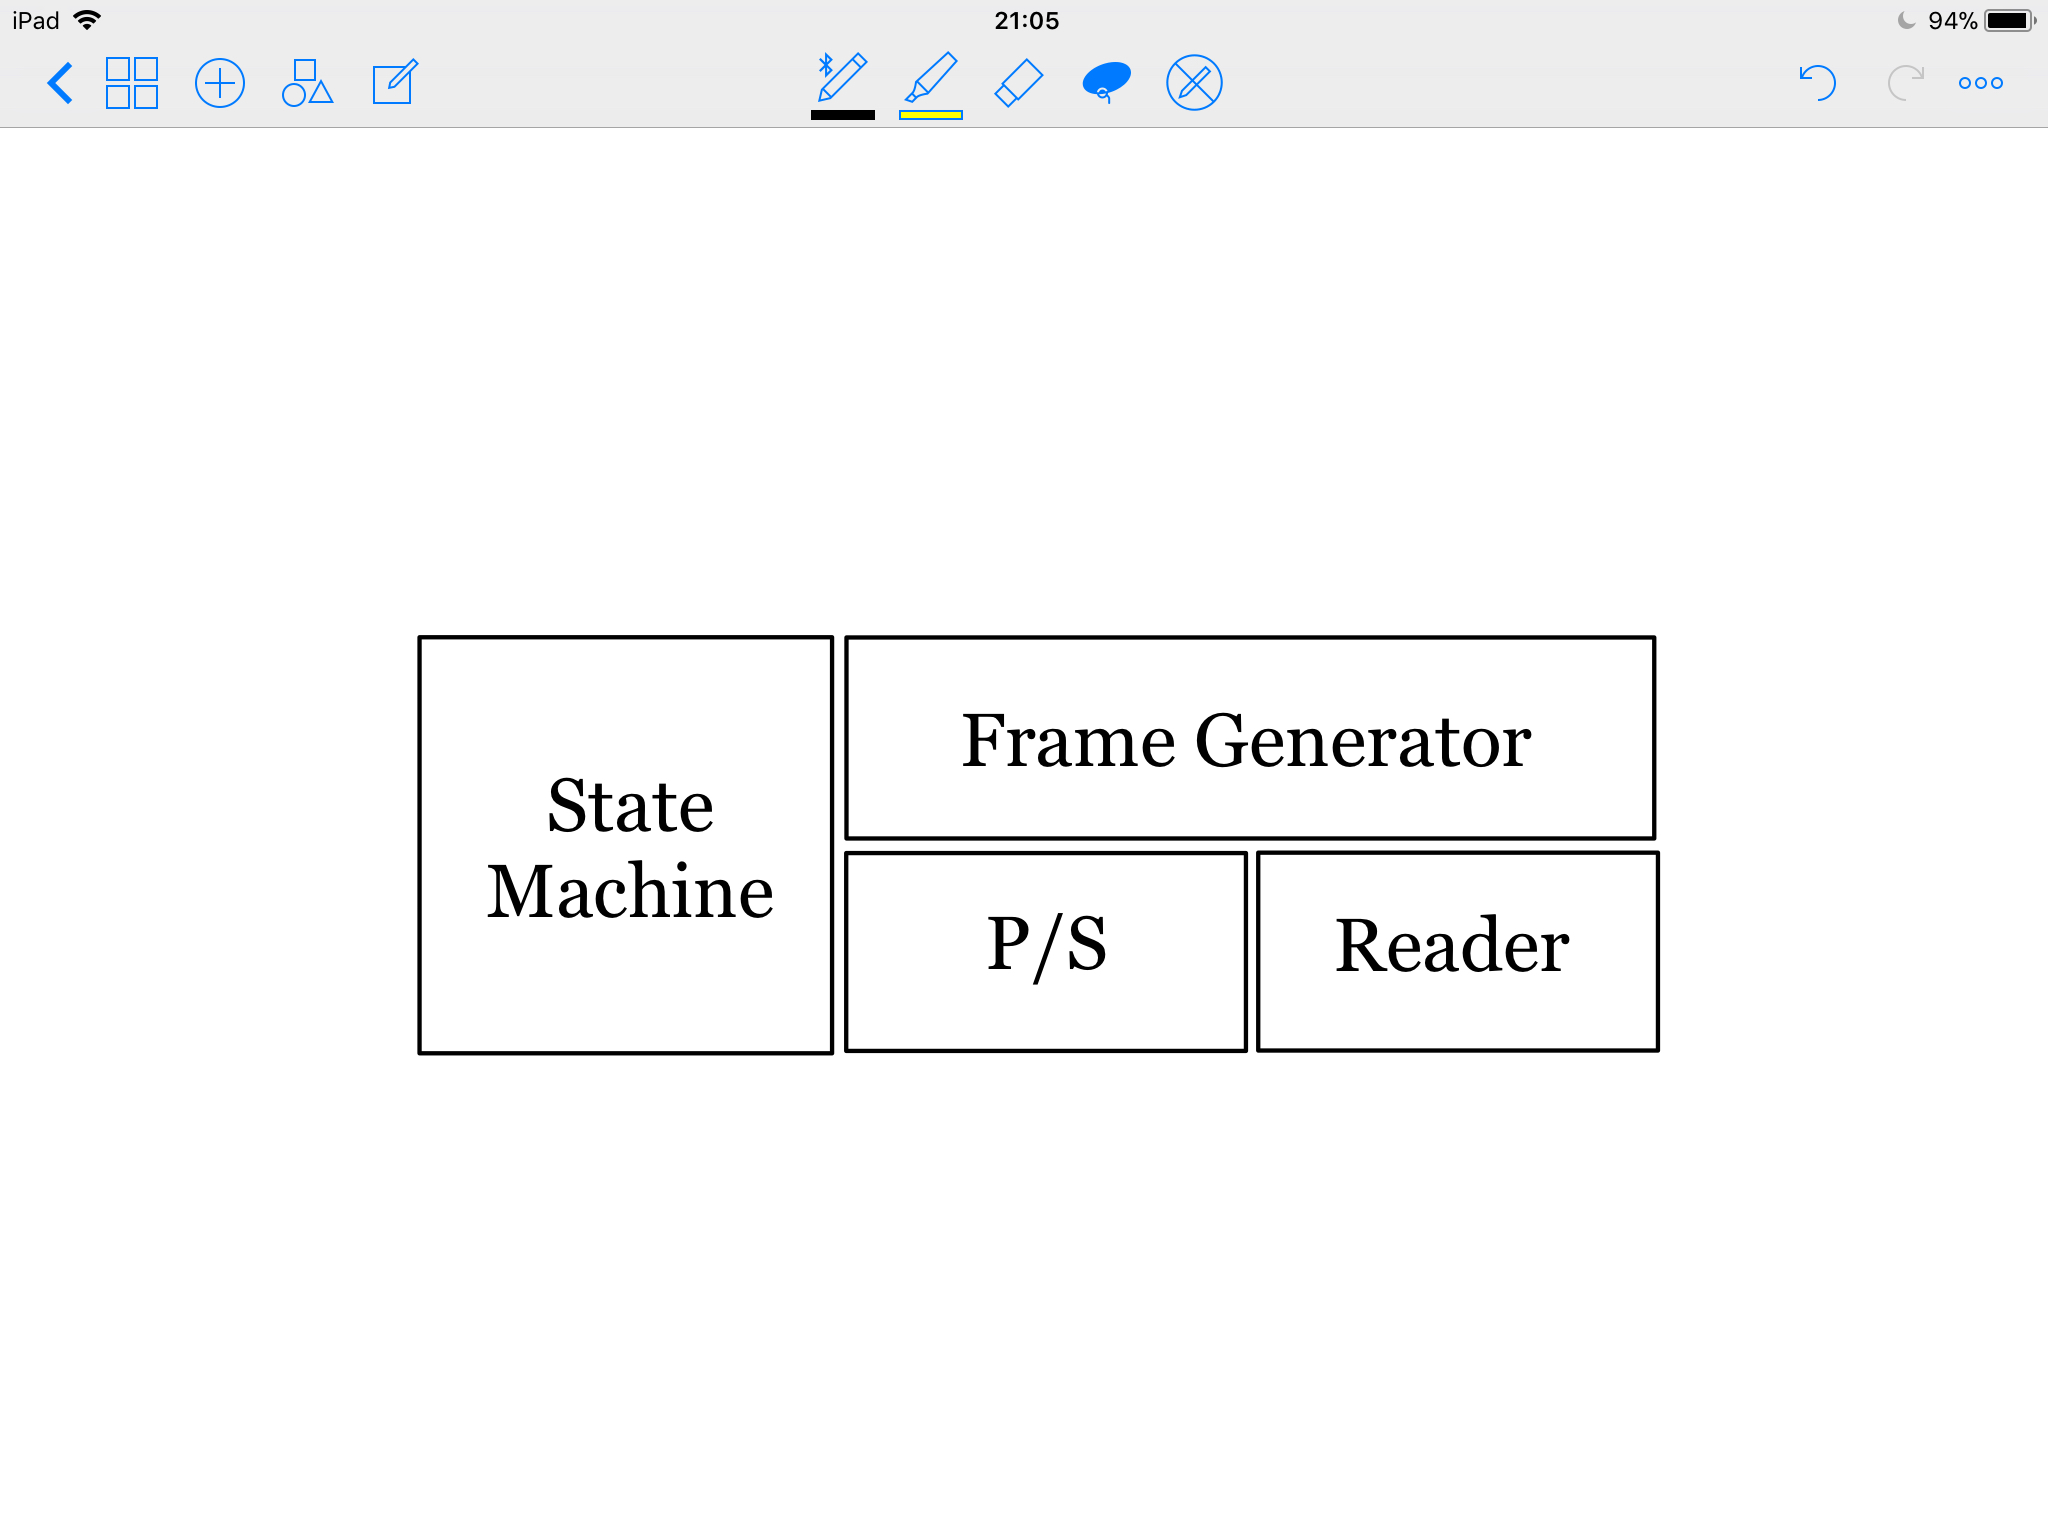 iPad 21:05 94%
State
Machine
Frame Generator
P/S
Reader